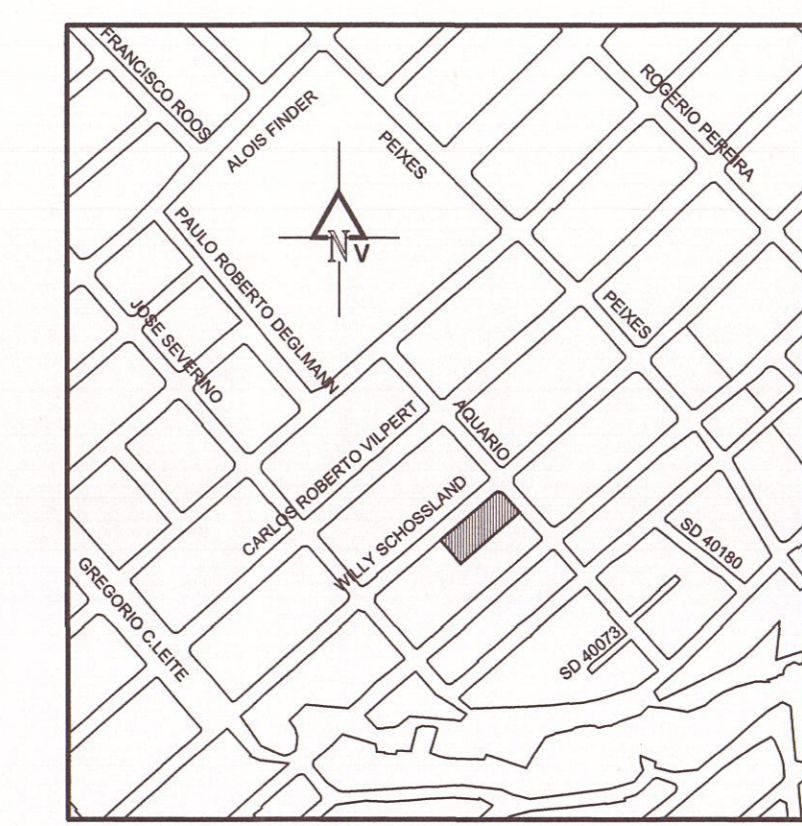 FRANCISCO ROOS
ROGERIO PEREIRA
ALOIS FINDER
PEIXES
PAULO ROBERTO DEGLMANN
N V
JOSE SEVERINO
PEIXES
AQUARIO
CARLOS ROBERTO VILPERT
WILLY SCHOSSLAND
SD 40180
GREGORIO C.LEITE
SD 40073